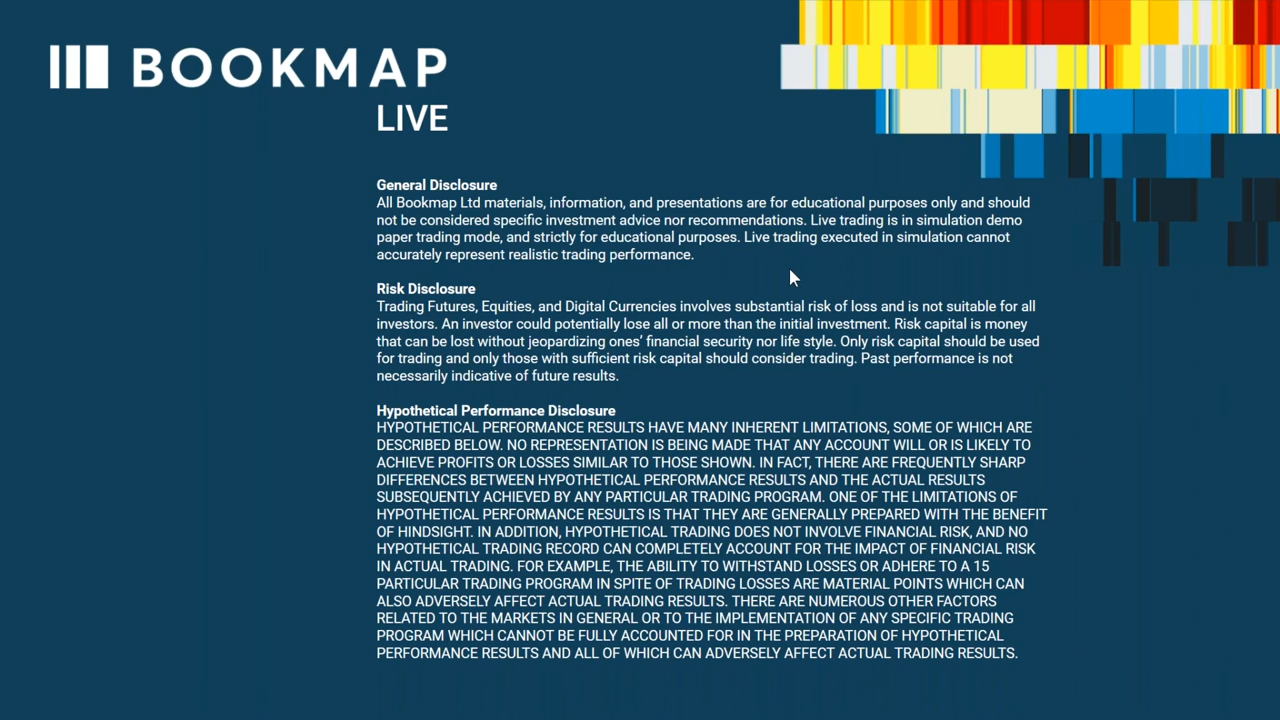 BOOKMAP
LIVE
General Disclosure
All Bookmap Ltd materials, information, and presentations are for educational purposes only and should
not be considered specific investment advice nor recommendations. Live trading is in simulation demo
paper trading mode, and strictly for educational purposes. Live trading executed in simulation cannot
accurately represent realistic trading performance.
Risk Disclosure
Trading Futures, Equities, and Digital Currencies involves substantial risk of loss and is not suitable for all
investors. An investor could potentially lose all or more than the initial investment. Risk capital is money
that can be lost without jeopardizing ones’ financial security nor life style. Only risk capital should be used
for trading and only those with sufficient risk capital should consider trading. Past performance is not
necessarily indicative of future results.
Hypothetical Performance Disclosure
HYPOTHETICAL PERFORMANCE RESULTS HAVE MANY INHERENT LIMITATIONS, SOME OF WHICH ARE
DESCRIBED BELOW. NO REPRESENTATION IS BEING MADE THAT ANY ACCOUNT WILL OR IS LIKELY TO
ACHIEVE PROFITS OR LOSSES SIMILAR TO THOSE SHOWN. IN FACT, THERE ARE FREQUENTLY SHARP
DIFFERENCES BETWEEN HYPOTHETICAL PERFORMANCE RESULTS AND THE ACTUAL RESULTS
SUBSEQUENTLY ACHIEVED BY ANY PARTICULAR TRADING PROGRAM. ONE OF THE LIMITATIONS OF
HYPOTHETICAL PERFORMANCE RESULTS IS THAT THEY ARE GENERALLY PREPARED WITH THE BENEFIT
OF HINDSIGHT. IN ADDITION, HYPOTHETICAL TRADING DOES NOT INVOLVE FINANCIAL RISK, AND NO
HYPOTHETICAL TRADING RECORD CAN COMPLETELY ACCOUNT FOR THE IMPACT OF FINANCIAL RISK
IN ACTUAL TRADING. FOR EXAMPLE, THE ABILITY TO WITHSTAND LOSSES OR ADHERE TO A 15
PARTICULAR TRADING PROGRAM IN SPITE OF TRADING LOSSES ARE MATERIAL POINTS WHICH CAN
ALSO ADVERSELY AFFECT ACTUAL TRADING RESULTS. THERE ARE NUMEROUS OTHER FACTORS
RELATED TO THE MARKETS IN GENERAL OR TO THE IMPLEMENTATION OF ANY SPECIFIC TRADING
PROGRAM WHICH CANNOT BE FULLY ACCOUNTED FOR IN THE PREPARATION OF HYPOTHETICAL
PERFORMANCE RESULTS AND ALL OF WHICH CAN ADVERSELY AFFECT ACTUAL TRADING RESULTS.